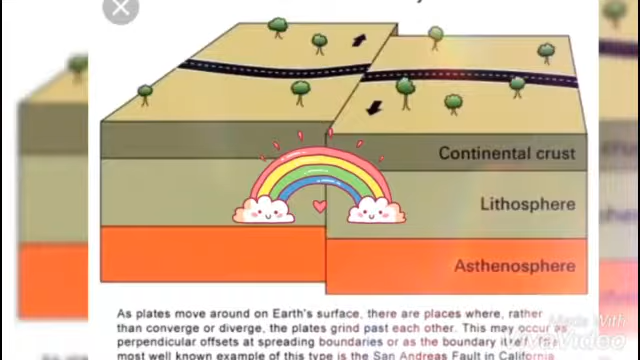 Continental crust
Lithosphere
Asthenosphere
As plates move around on Earth's surface, there are places where, rather
than converge or diverge, the plates grind past each other. This may occur as
perpendicular offsets at spreading boundaries or as the boundary itself. The
most well known example of this type is the San Andreas Fault in California
Made With
VivaVideo